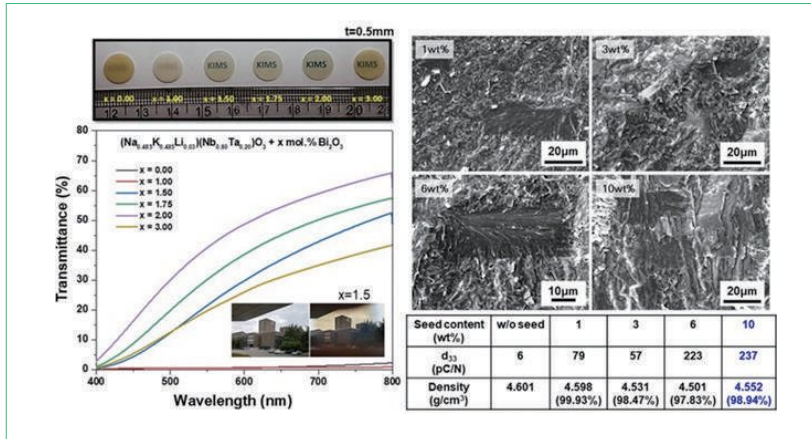 t=0.5mm
KIMS KIMS KIMS
x = 0.00 x = 1.00 x = 1.50 x = 1.75 x = 2.00 x = 3.00
12 13 14 15 16 17 18 19 20 2
(Na0.485K0.485Li0.03)(Nb0.80Ta0.20)O3 + x mol.% Bi2O3
x = 0.00
x = 1.00
x = 1.50
x = 1.75
x = 2.00
x = 3.00
x=1.5
Transmittance (%)
80
70
60
50
40
30
20
10
0
400 500 600 700 800
Wavelength (nm)
1wt%
20μm
3wt%
20μm
6wt%
10μm
10wt%
20μm
Seed content (wt%) w/o seed 1 3 6 10
d33 (pC/N) 6 79 57 223 237
Density (g/cm3) 4.601 4.598 (99.93%) 4.531 (98.47%) 4.501 (97.83%) 4.552 (98.94%)